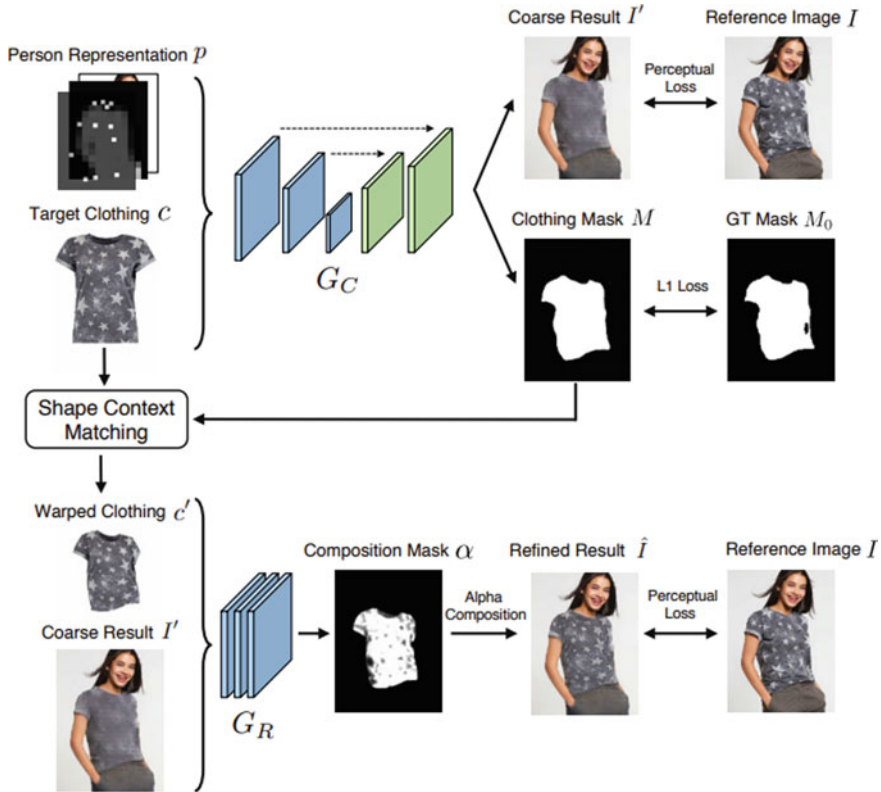 Person Representation p
Target Clothing c
G_C
Coarse Result I′
Perceptual
Loss
Reference Image I
Clothing Mask M
L1 Loss
GT Mask M_0
Shape Context
Matching
Warped Clothing c′
Coarse Result I′
G_R
Composition Mask α
Alpha
Composition
Refined Result Î
Perceptual
Loss
Reference Image I